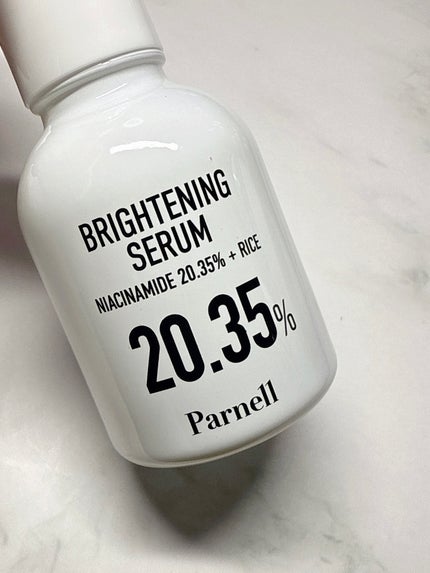 BRIGHTENING
SERUM
NIACINAMIDE 20.35% + RICE
20.35%
Parnell